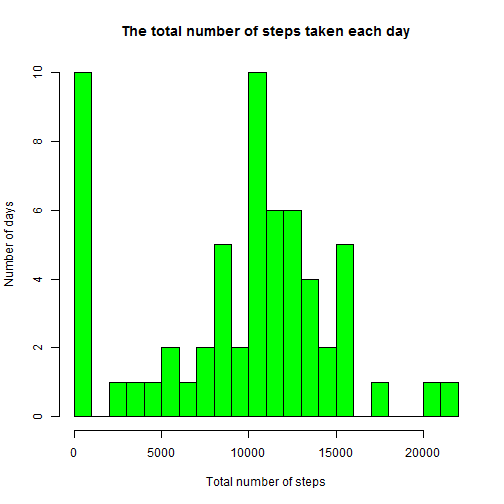 The total number of steps taken each day
Number of days
10
8
6
4
2
0
0 5000 10000 15000 20000
Total number of steps